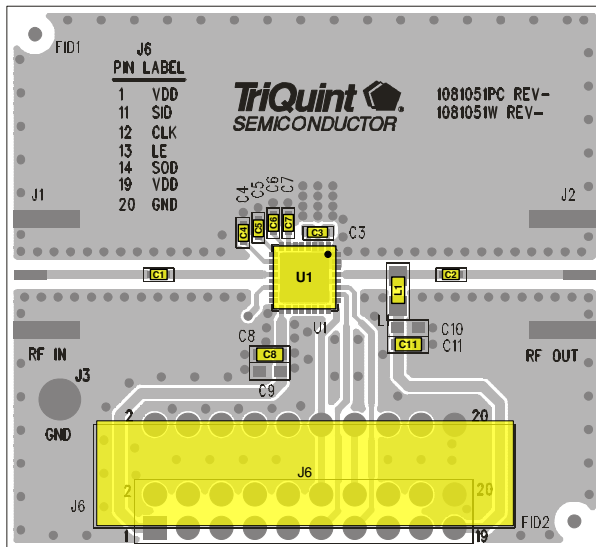 FID1
J6
PIN LABEL
1 VDD
11 SID
12 CLK
13 LE
14 SOD
19 VDD
20 GND
TriQuint
SEMICONDUCTOR
1081051PC REV-
1081051W REV-
J1
J2
C4
C5
C6
C7
C4
C5
C6
C7
C3
C3
C1
U1
C2
L1
L1
U1
C8
C8
C9
C10
C11
C11
RF IN
RF OUT
J3
GND
2
20
J6
J6
2
20
1
19
FID2